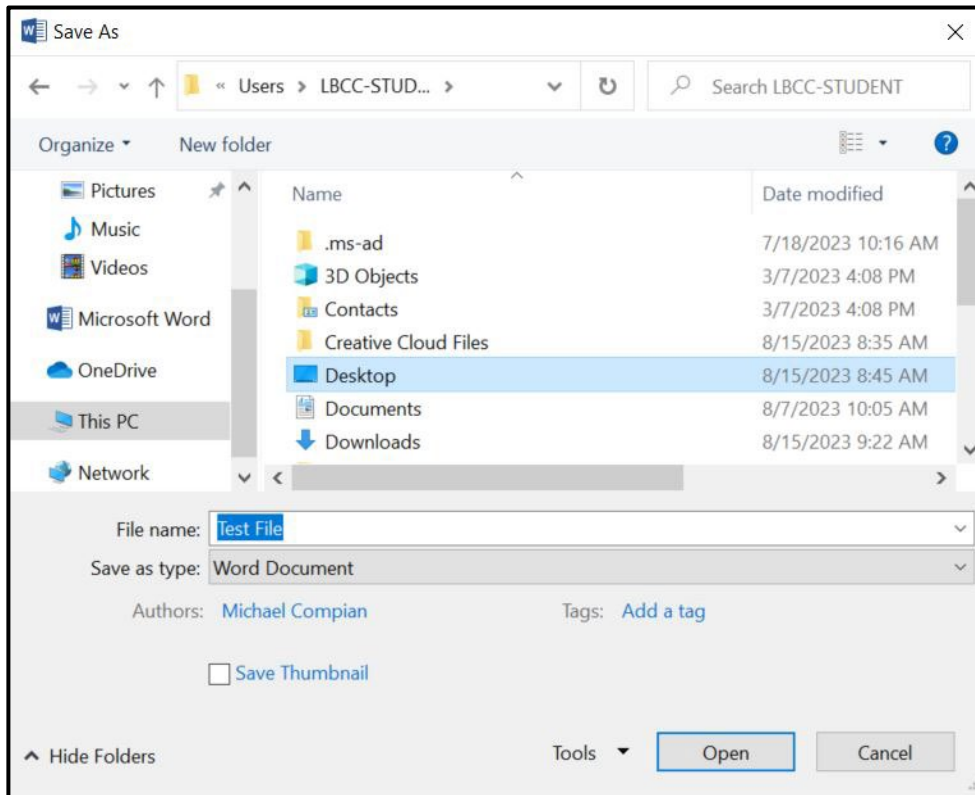 Save As
« Users > LBCC-STUD... > Search LBCC-STUDENT
Organize New folder
Pictures
Music
Videos
Microsoft Word
OneDrive
This PC
Network
Name Date modified
.ms-ad 7/18/2023 10:16 AM
3D Objects 3/7/2023 4:08 PM
Contacts 3/7/2023 4:08 PM
Creative Cloud Files 8/15/2023 8:35 AM
Desktop 8/15/2023 8:45 AM
Documents 8/7/2023 10:05 AM
Downloads 8/15/2023 9:22 AM
File name: Test File
Save as type: Word Document
Authors: Michael Compian Tags: Add a tag
Save Thumbnail
Hide Folders Tools Open Cancel